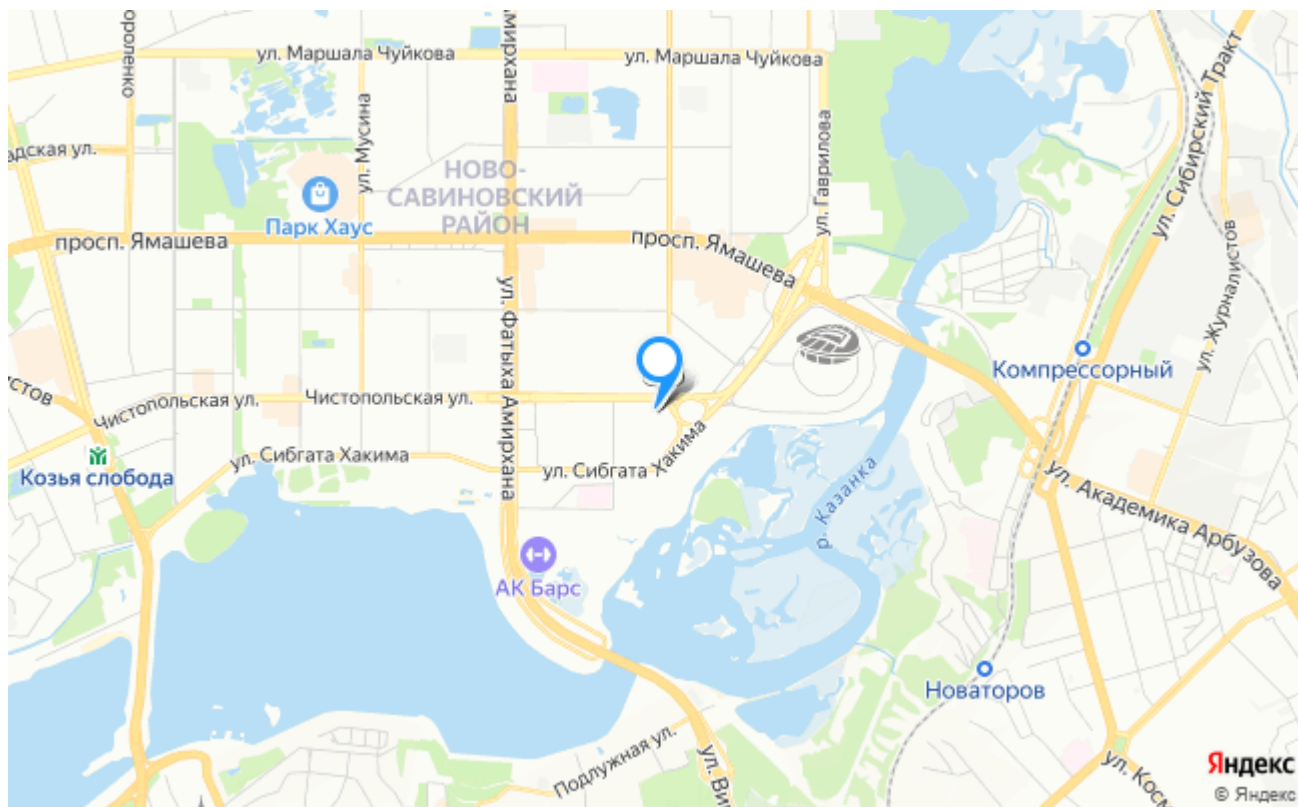 ороленко
ул. Маршала Чуйкова
Амирхана
ул. Маршала Чуйкова
ул. Сибирский Тракт
адская ул.
ул. Мусина
ул. Гаврилова
НОВО-
САВИНОВСКИЙ
РАЙОН
Парк Хаус
просп. Ямашева
просп. Ямашева
ул. Журналистов
ул. Фатыха Амирхана
Компрессорный
истов
Чистопольская ул.
Чистопольская ул.
Козья слобода
ул. Сибгата Хакима
ул. Сибгата Хакима
р. Казанка
ул. Академика Арбузова
АК Барс
Новаторов
Подлужная ул.
ул. Ви
ул. Косм
Яндекс
© Яндекс